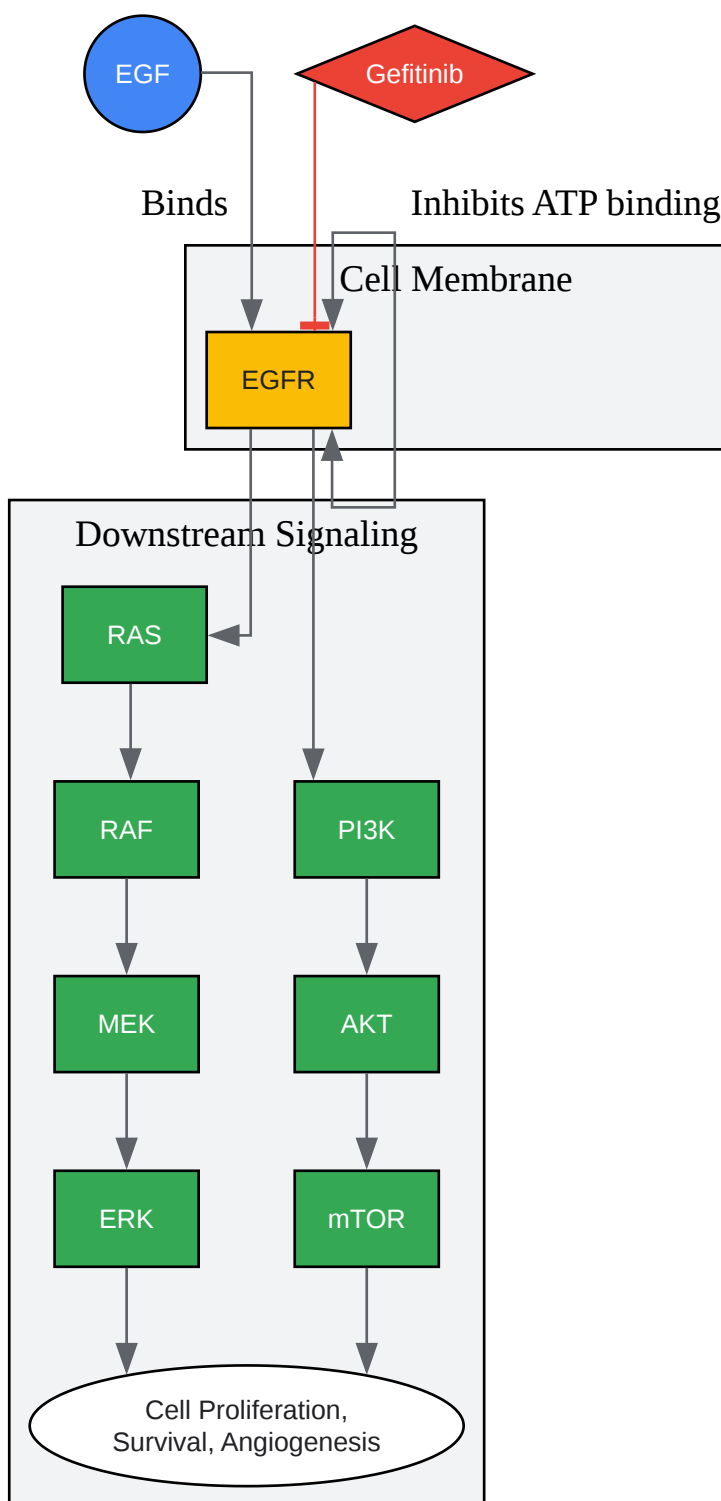 EGF
Gefitinib
Binds
Inhibits ATP binding
Cell Membrane
EGFR
Downstream Signaling
RAS
RAF
PI3K
MEK
AKT
ERK
mTOR
Cell Proliferation,
Survival, Angiogenesis